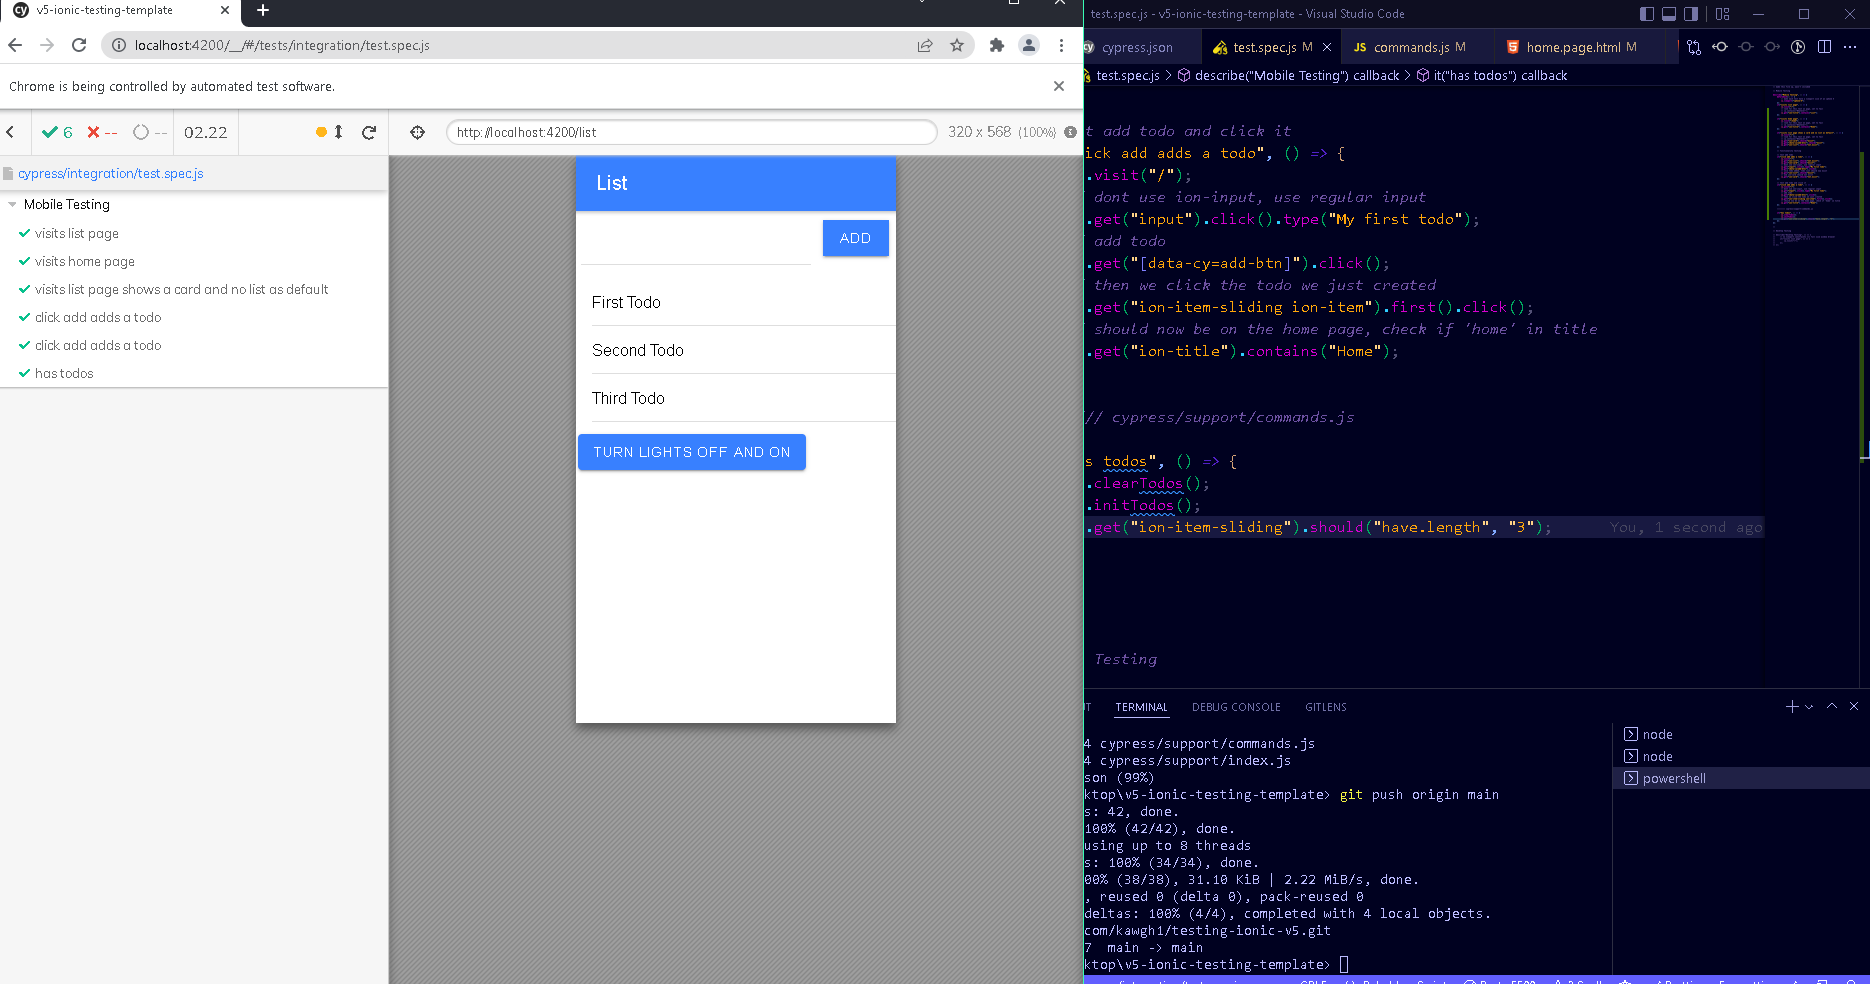 v5-ionic-testing-template
localhost:4200/__/#/tests/integration/test.spec.js
Chrome is being controlled by automated test software.
6 -- -- 02.22
http://localhost:4200/list 320 x 568 (100%)
cypress/integration/test.spec.js
Mobile Testing
visits list page
visits home page
visits list page shows a card and no list as default
click add adds a todo
click add adds a todo
has todos
List
ADD
First Todo
Second Todo
Third Todo
TURN LIGHTS OFF AND ON
test.spec.js - v5-ionic-testing-template - Visual Studio Code
cypress.json test.spec.js M JS commands.js M home.page.html M
test.spec.js > describe("Mobile Testing") callback > it("has todos") callback
t add todo and click it
ick add adds a todo", () => {
.visit("/");
dont use ion-input, use regular input
.get("input").click().type("My first todo");
add todo
.get("[data-cy=add-btn]").click();
then we click the todo we just created
.get("ion-item-sliding ion-item").first().click();
should now be on the home page, check if 'home' in title
.get("ion-title").contains("Home");
// cypress/support/commands.js
s todos", () => {
.clearTodos();
.initTodos();
.get("ion-item-sliding").should("have.length", "3"); You, 1 second ago
Testing
TERMINAL DEBUG CONSOLE GITLENS
4 cypress/support/commands.js
4 cypress/support/index.js
son (99%)
ktop\v5-ionic-testing-template> git push origin main
s: 42, done.
100% (42/42), done.
using up to 8 threads
s: 100% (34/34), done.
00% (38/38), 31.10 KiB | 2.22 MiB/s, done.
, reused 0 (delta 0), pack-reused 0
deltas: 100% (4/4), completed with 4 local objects.
com/kawgh1/testing-ionic-v5.git
7 main -> main
ktop\v5-ionic-testing-template>
node
node
powershell